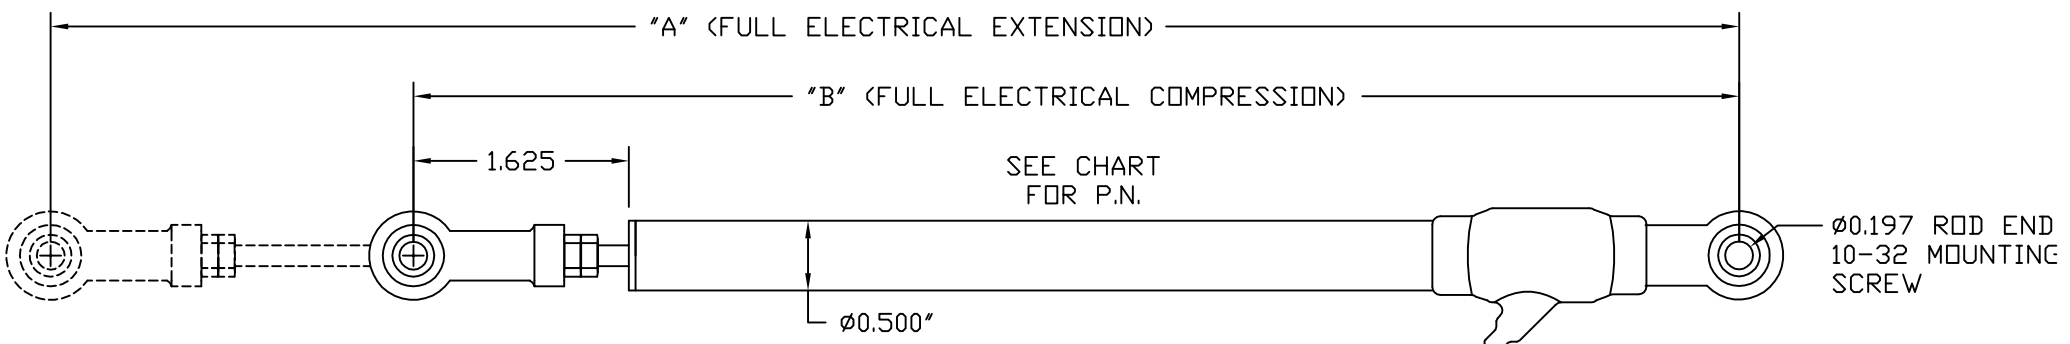 "A" (FULL ELECTRICAL EXTENSION)
"B" (FULL ELECTRICAL COMPRESSION)
1.625
SEE CHART
FOR P.N.
Ø0.197 ROD END
10-32 MOUNTING
SCREW
Ø0.500"